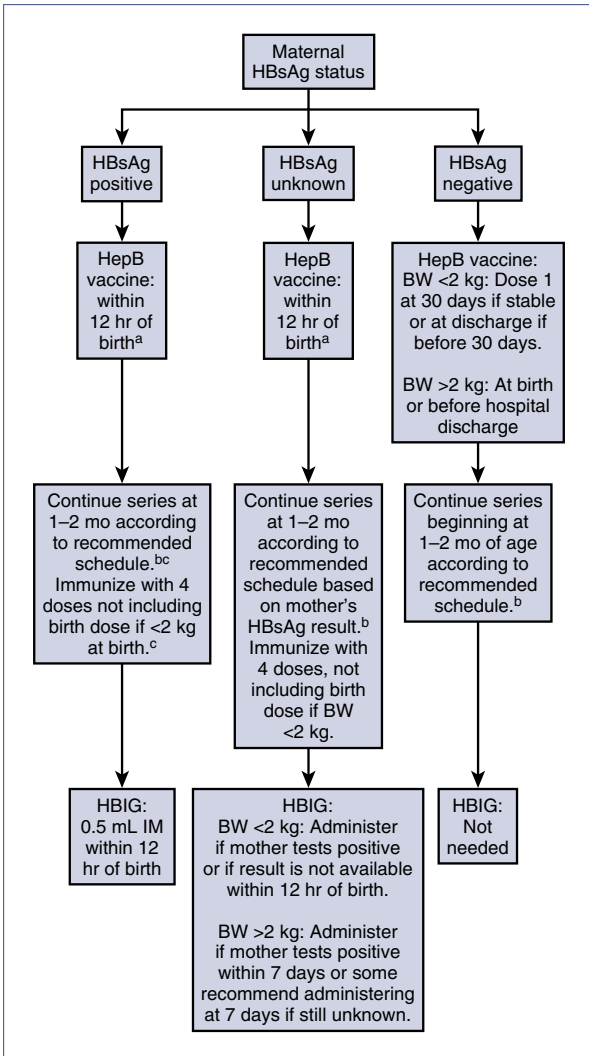 Maternal
HBsAg status
HBsAg
positive
HBsAg
unknown
HBsAg
negative
HepB
vaccine:
within
12 hr of
birthᵃ
HepB
vaccine:
within
12 hr of
birthᵃ
HepB vaccine:
BW <2 kg: Dose 1
at 30 days if stable
or at discharge if
before 30 days.
BW >2 kg: At birth
or before hospital
discharge
Continue series at
1–2 mo according
to recommended
schedule.ᵇᶜ
Immunize with 4
doses not including
birth dose if <2 kg
at birth.ᶜ
Continue series
at 1–2 mo
according to
recommended
schedule based
on mother’s
HBsAg result.ᵇ
Immunize with
4 doses, not
including birth
dose if BW
<2 kg.
Continue series
beginning at
1–2 mo of age
according to
recommended
schedule.ᵇ
HBIG:
0.5 mL IM
within 12
hr of birth
HBIG:
BW <2 kg: Administer
if mother tests positive
or if result is not available
within 12 hr of birth.
BW >2 kg: Administer
if mother tests positive
within 7 days or some
recommend administering
at 7 days if still unknown.
HBIG:
Not
needed